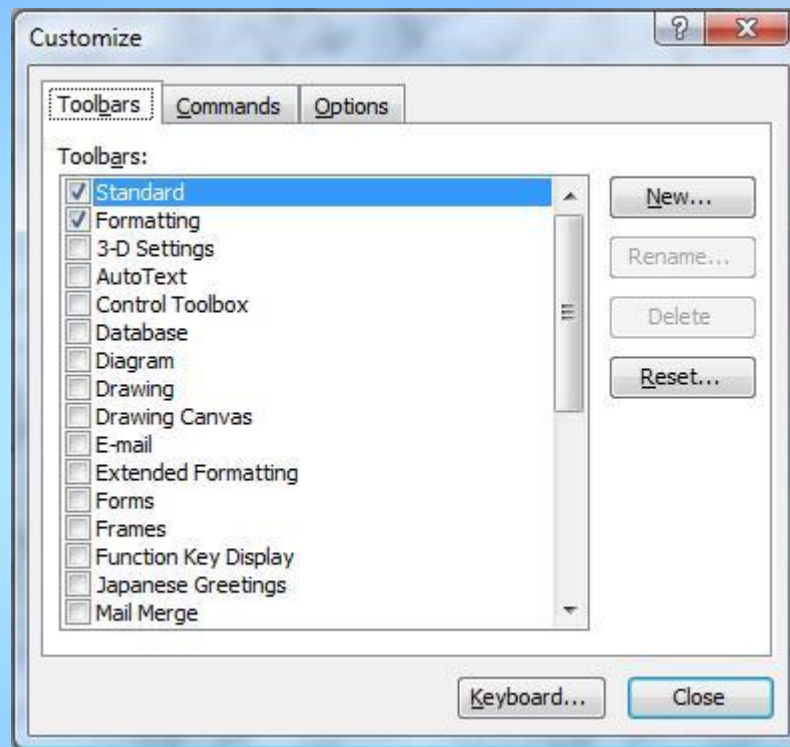 Customize
Toolbars Commands Options
Toolbars:
Standard
Formatting
3-D Settings
AutoText
Control Toolbox
Database
Diagram
Drawing
Drawing Canvas
E-mail
Extended Formatting
Forms
Frames
Function Key Display
Japanese Greetings
Mail Merge
New...
Rename...
Delete
Reset...
Keyboard... Close